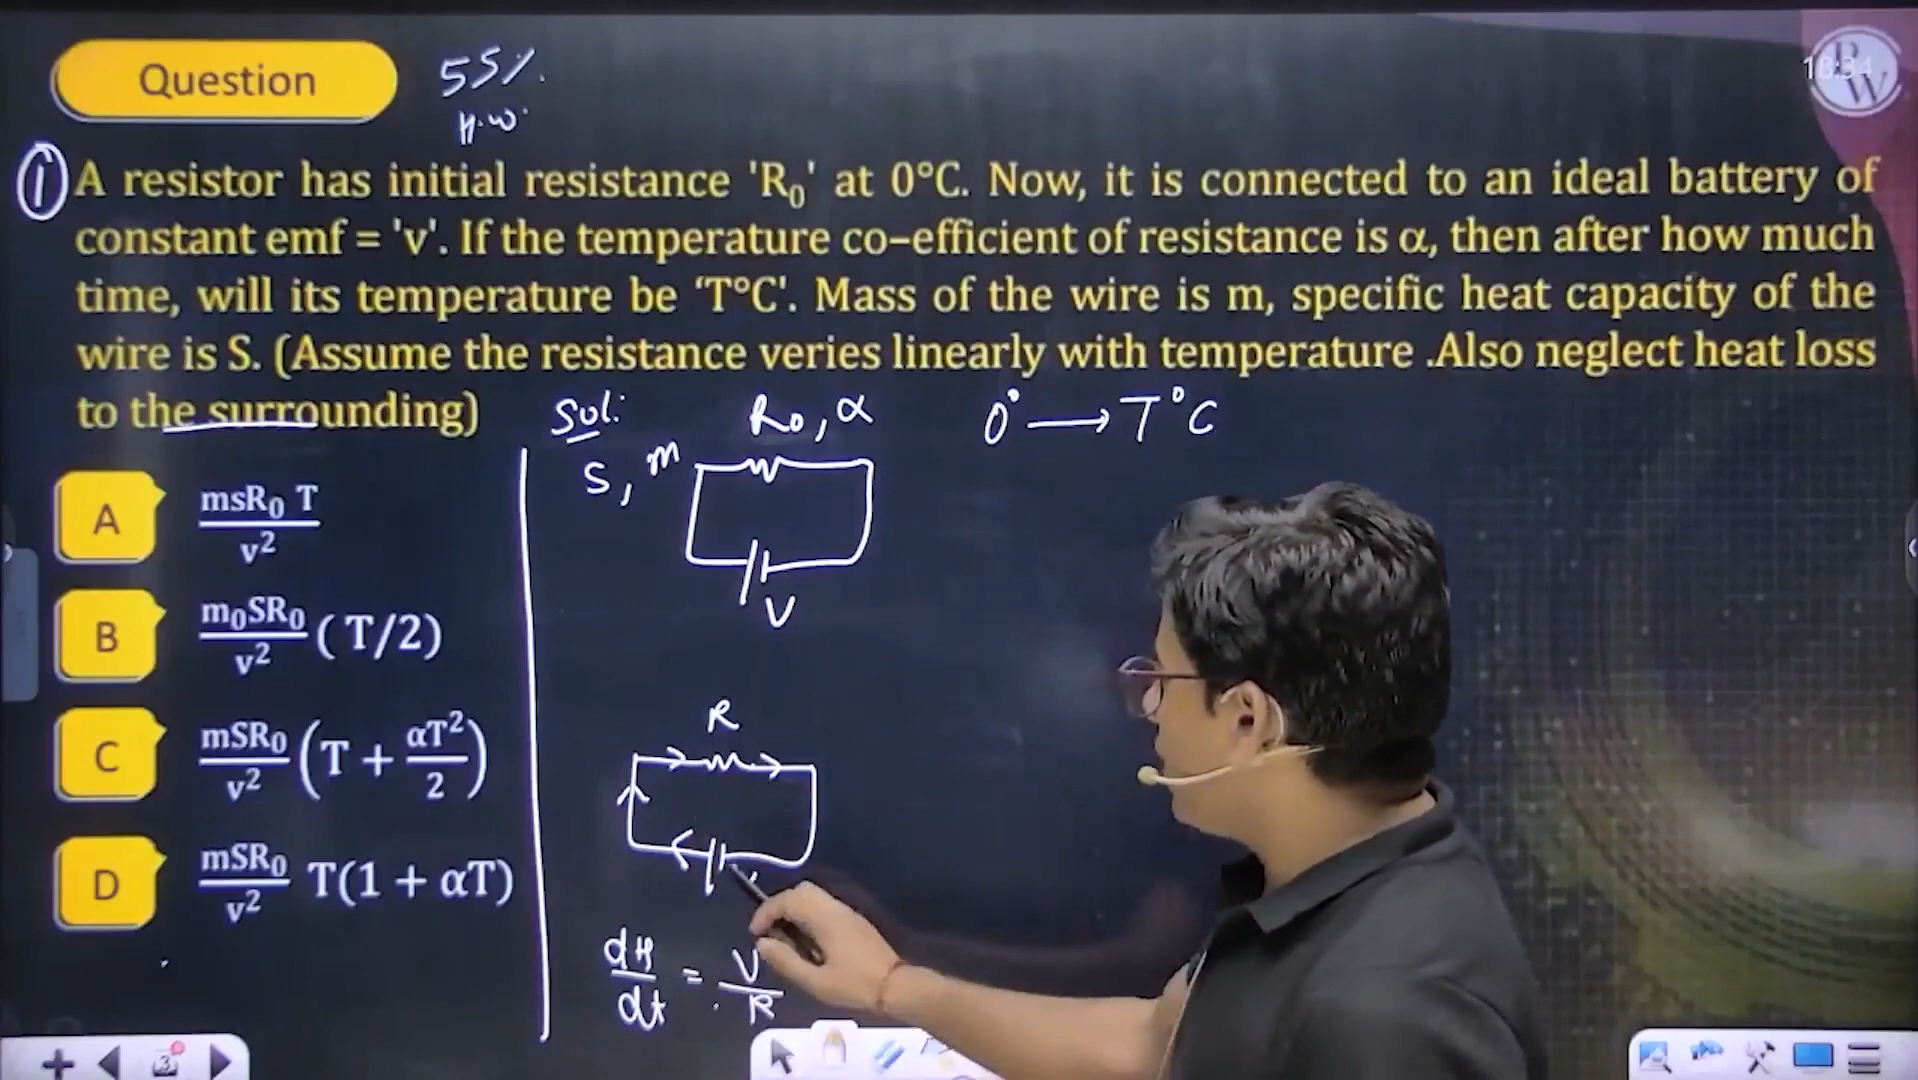 Question
55%.
H.W.
18:34
PW
① A resistor has initial resistance 'R₀' at 0°C. Now, it is connected to an ideal battery of
constant emf = 'v'. If the temperature co-efficient of resistance is α, then after how much
time, will its temperature be ‘T°C'. Mass of the wire is m, specific heat capacity of the
wire is S. (Assume the resistance veries linearly with temperature .Also neglect heat loss
to the surrounding)
Sol:
R₀, α
0° → T°C
S, m
V
A msR₀ T / v²
B m₀SR₀ / v² ( T/2)
C mSR₀ / v² (T + αT²/2)
D mSR₀ / v² T(1 + αT)
R
dH/dt = V/R
3